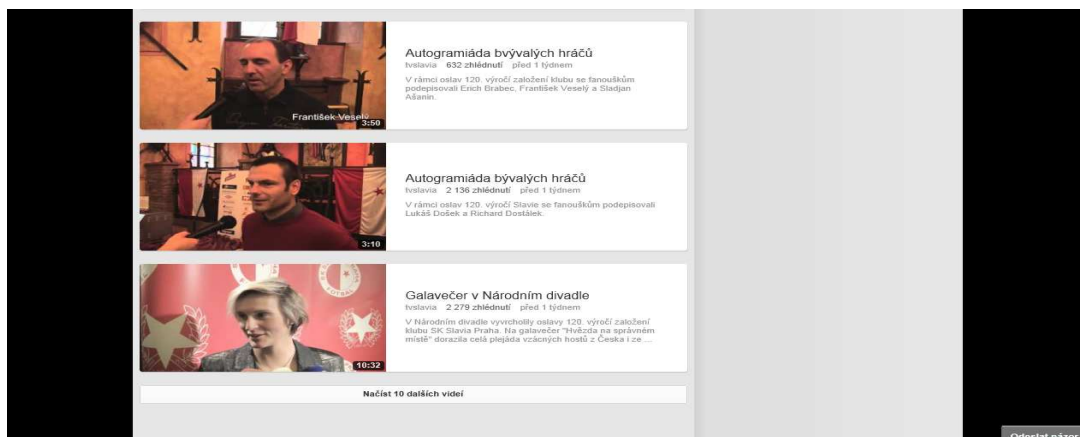 František Veselý
3:50
Autogramiáda bvývalých hráčů
tvslavia 632 zhlédnutí před 1 týdnem
V rámci oslav 120. výročí založení klubu se fanouškům
podepisovali Erich Brabec, František Veselý a Sladjan
Ašanin.
3:10
Autogramiáda bývalých hráčů
tvslavia 2 136 zhlédnutí před 1 týdnem
V rámci oslav 120. výročí Slavie se fanouškům podepisovali
Lukáš Došek a Richard Dostálek.
10:32
Galavečer v Národním divadle
tvslavia 2 279 zhlédnutí před 1 týdnem
V Národním divadle vyvrcholily oslavy 120. výročí založení
klubu SK Slavia Praha. Na galavečer "Hvězda na správném
místě" dorazila celá plejáda vzácných hostů z Česka i ze ...
Načíst 10 dalších videí
Odeslat názor